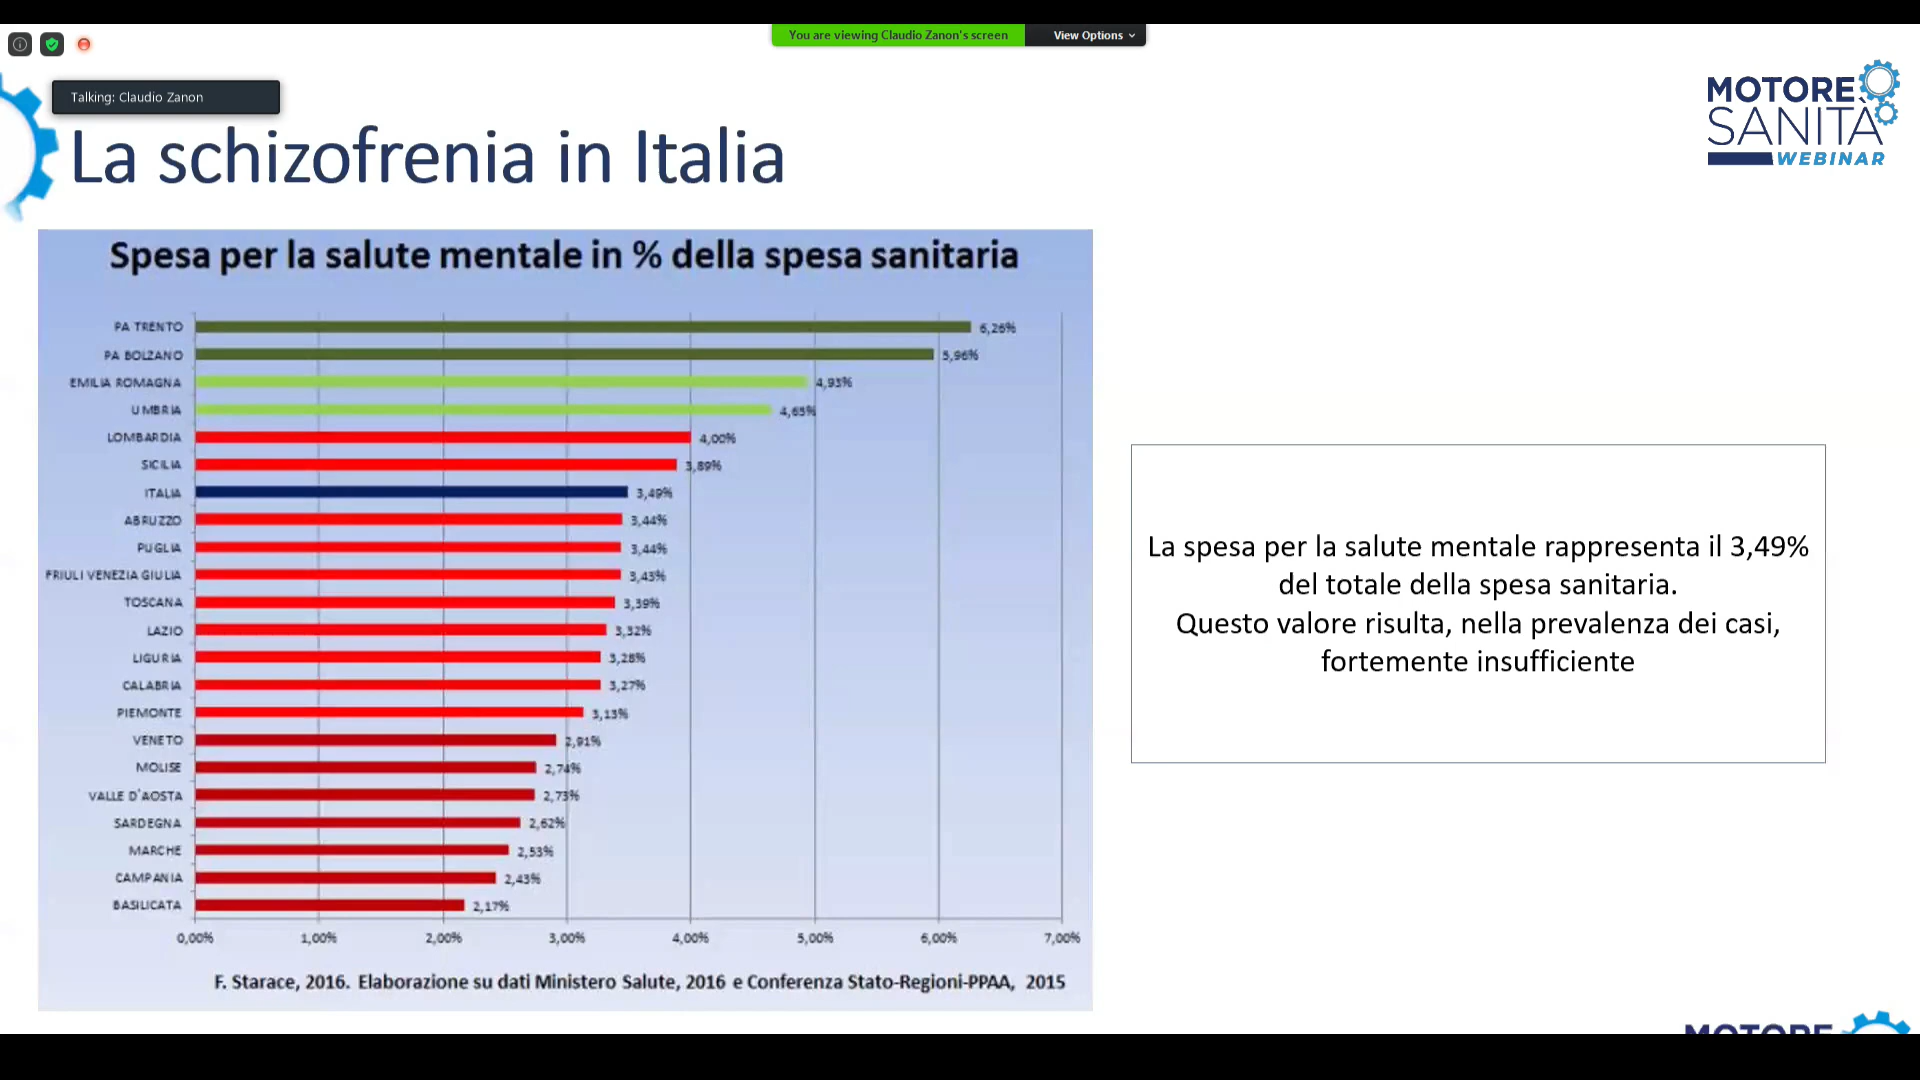 You are viewing Claudio Zanon's screen
View Options
Talking: Claudio Zanon
MOTORE
SANITÀ
WEBINAR
La schizofrenia in Italia
Spesa per la salute mentale in % della spesa sanitaria
PA TRENTO 6,26%
PA BOLZANO 5,96%
EMILIA ROMAGNA 4,93%
UMBRIA 4,65%
LOMBARDIA 4,00%
SICILIA 3,89%
ITALIA 3,49%
ABRUZZO 3,44%
PUGLIA 3,44%
FRIULI VENEZIA GIULIA 3,43%
TOSCANA 3,39%
LAZIO 3,32%
LIGURIA 3,28%
CALABRIA 3,27%
PIEMONTE 3,13%
VENETO 2,91%
MOLISE 2,74%
VALLE D'AOSTA 2,73%
SARDEGNA 2,62%
MARCHE 2,53%
CAMPANIA 2,43%
BASILICATA 2,17%
0,00% 1,00% 2,00% 3,00% 4,00% 5,00% 6,00% 7,00%
F. Starace, 2016. Elaborazione su dati Ministero Salute, 2016 e Conferenza Stato-Regioni-PPAA, 2015
La spesa per la salute mentale rappresenta il 3,49%
del totale della spesa sanitaria.
Questo valore risulta, nella prevalenza dei casi,
fortemente insufficiente
MOTORE